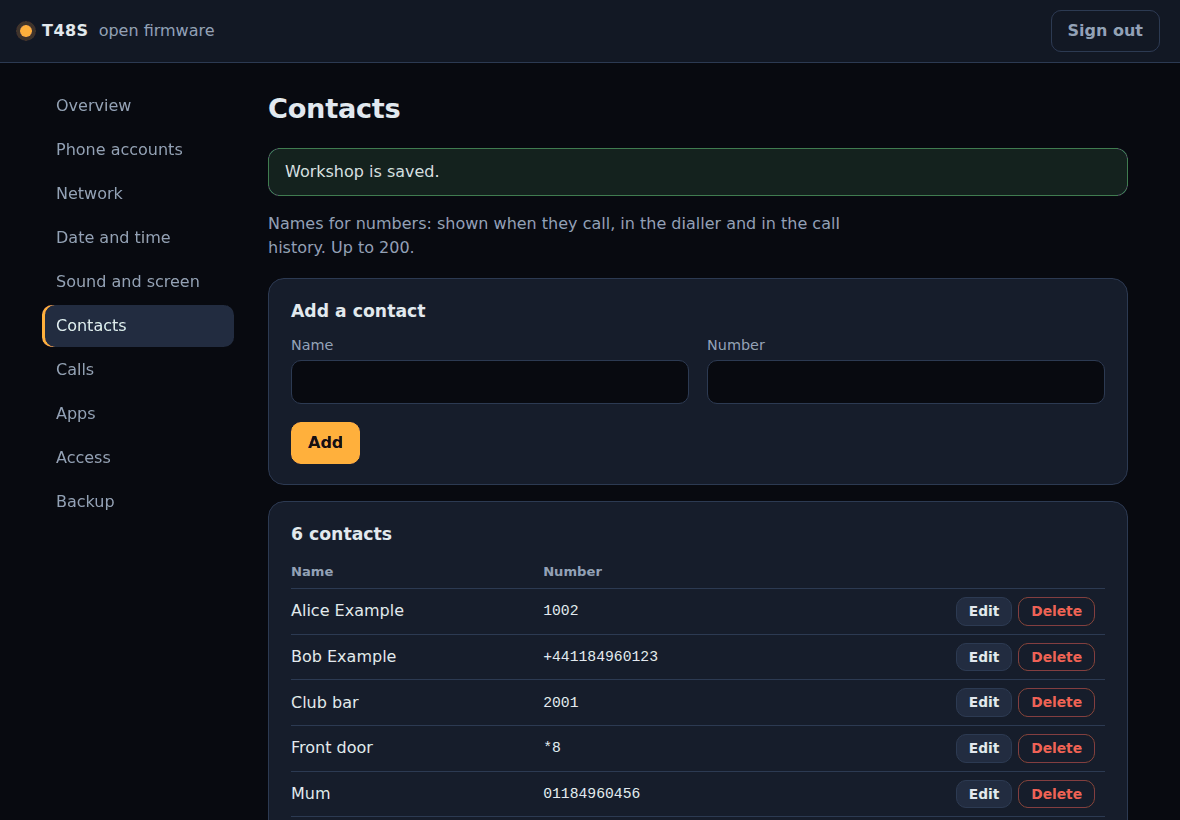 T48S open firmware
Sign out
Overview
Phone accounts
Network
Date and time
Sound and screen
Contacts
Calls
Apps
Access
Backup
Contacts
Workshop is saved.
Names for numbers: shown when they call, in the dialler and in the call
history. Up to 200.
Add a contact
Name Number
Add
6 contacts
Name Number
Alice Example 1002 Edit Delete
Bob Example +441184960123 Edit Delete
Club bar 2001 Edit Delete
Front door *8 Edit Delete
Mum 01184960456 Edit Delete